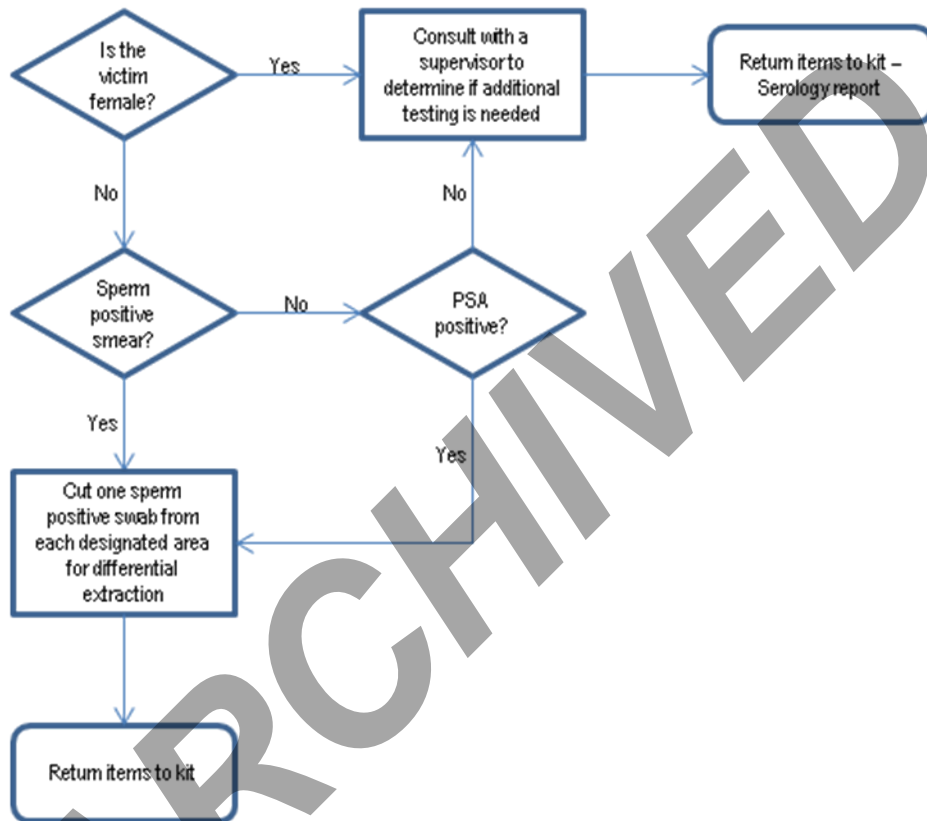 Is the
victim
female?
Yes
Consult with a
supervisor to
determine if additional
testing is needed
Return items to kit –
Serology report
No
No
Sperm
positive
smear?
No
PSA
positive?
Yes
Yes
Cut one sperm
positive swab from
each designated area
for differential
extraction
Return items to kit
ARCHIVED